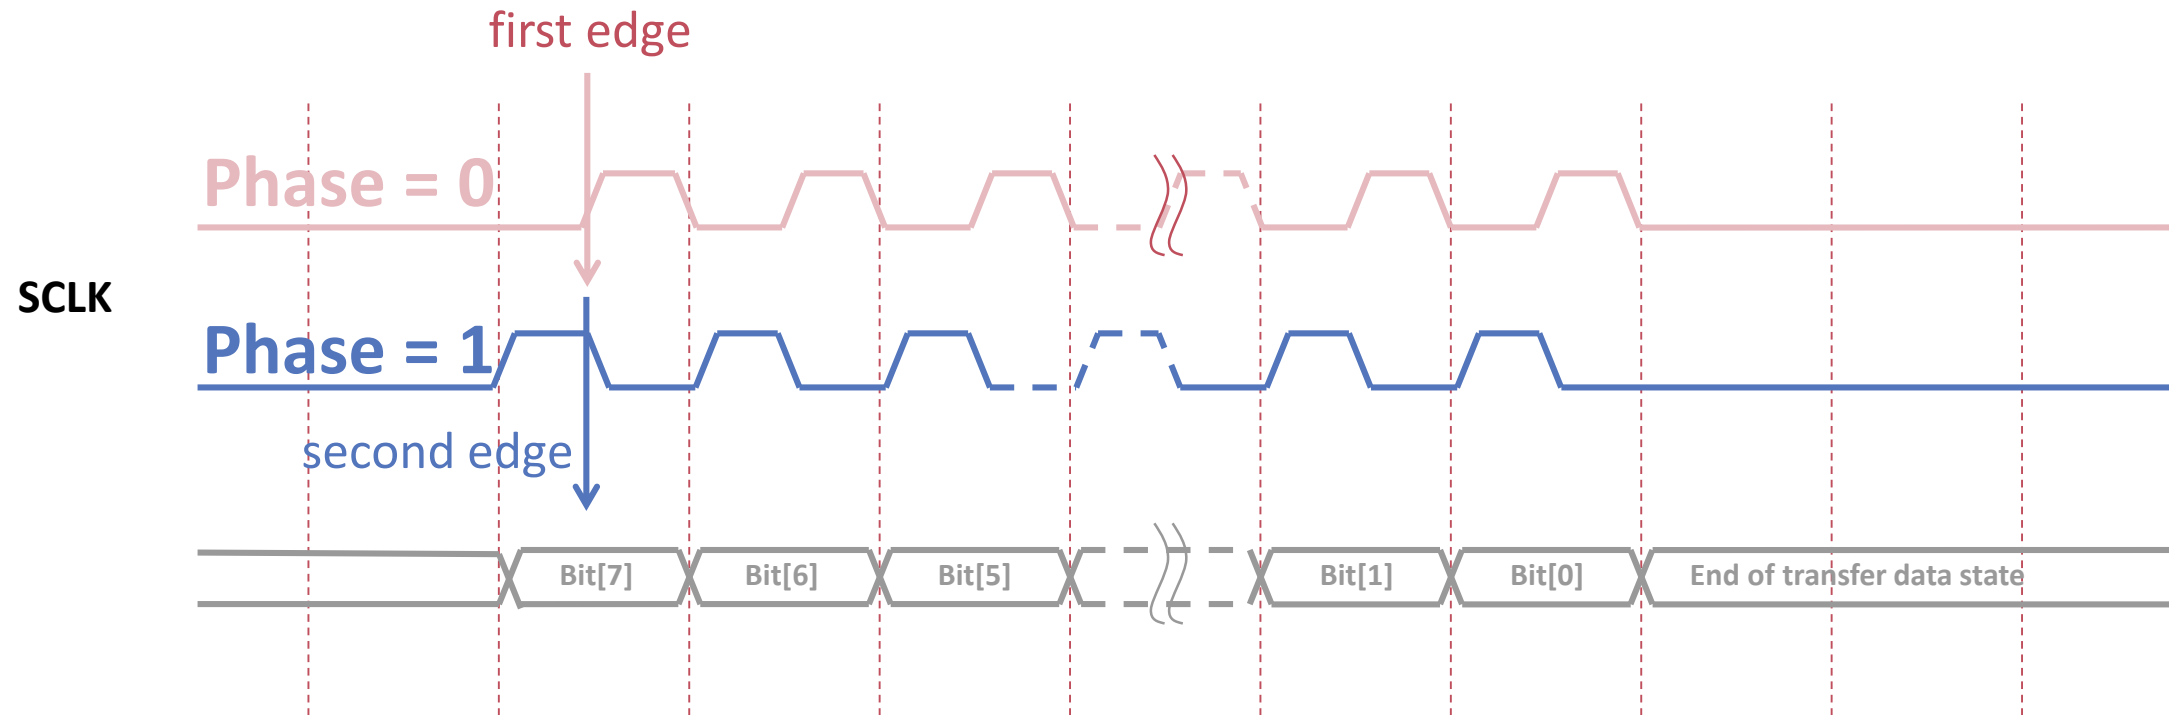 first edge
Phase = 0
SCLK
Phase = 1
second edge
Bit[7] Bit[6] Bit[5] Bit[1] Bit[0] End of transfer data state